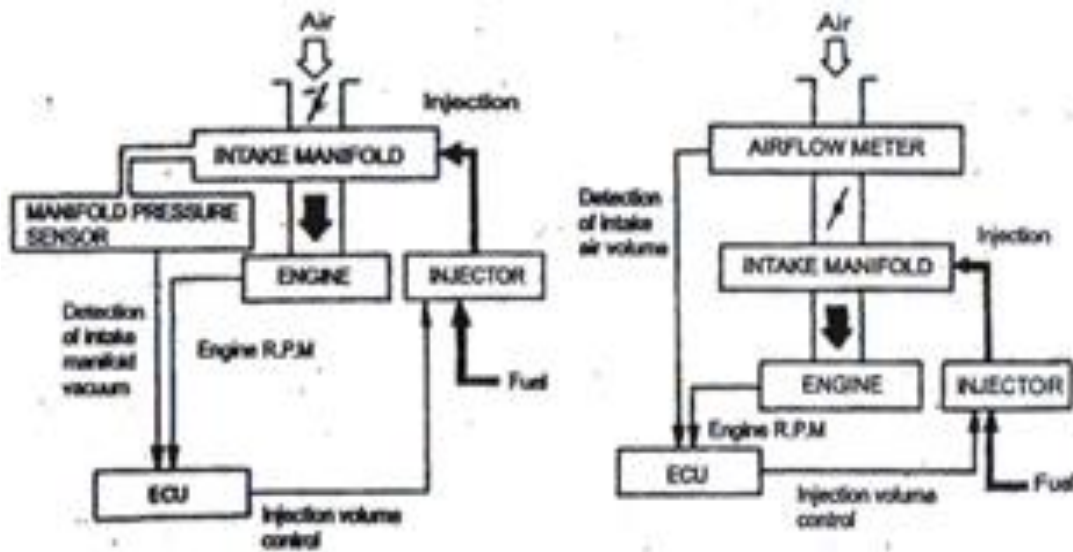 Air
Injection
INTAKE MANIFOLD
MANIFOLD PRESSURE
SENSOR
ENGINE
INJECTOR
Detection
of intake
manifold
vacuum
Engine R.P.M
Fuel
ECU
Injection volume
control
Air
AIRFLOW METER
Detection
of intake
air volume
Injection
INTAKE MANIFOLD
ENGINE
INJECTOR
Engine R.P.M
ECU
Fuel
Injection volume
control